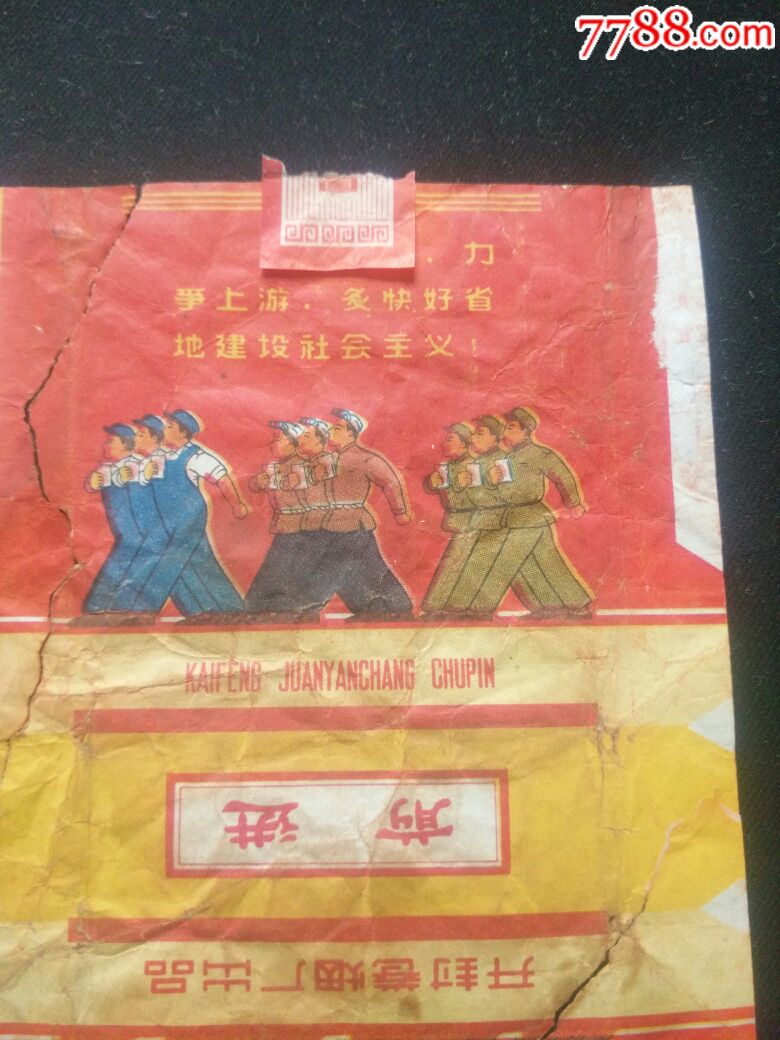 7788.com
，力
爭上游，多快好省
地建设社会主义！
KAIFENG JUANYANCHANG CHUPIN
前进
开封卷烟厂出品